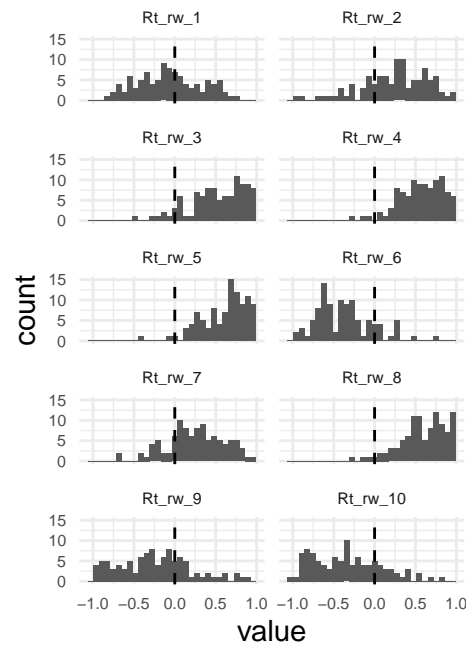 Rt_rw_1 Rt_rw_2
15
10
5
0
Rt_rw_3 Rt_rw_4
15
10
5
0
Rt_rw_5 Rt_rw_6
15
10
5
0
Rt_rw_7 Rt_rw_8
15
10
5
0
Rt_rw_9 Rt_rw_10
15
10
5
0
−1.0 −0.5 0.0 0.5 1.0 −1.0 −0.5 0.0 0.5 1.0
value
count